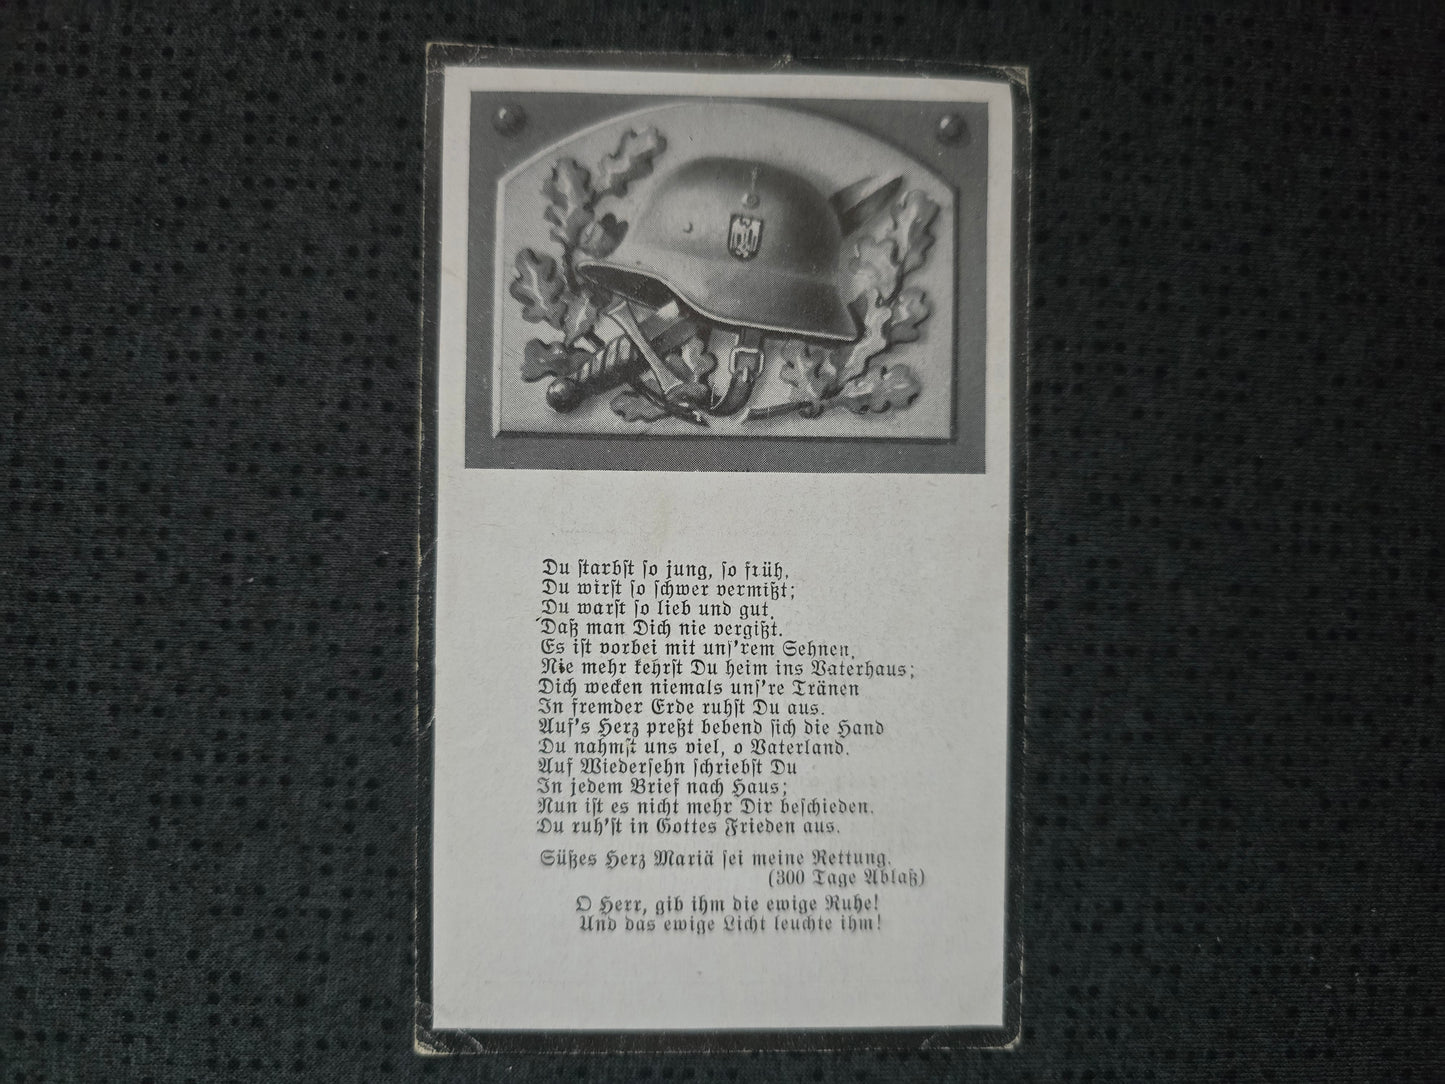 Du starbst so jung, so früh,
Du wirst so schwer vermißt;
Du warst so lieb und gut,
Daß man Dich nie vergißt.
Es ist vorbei mit uns'rem Sehnen,
Nie mehr kehrst Du heim ins Vaterhaus;
Dich wecken niemals uns're Tränen
In fremder Erde ruhst Du aus.
Auf's Herz preßt bebend sich die Hand
Du nahmst uns viel, o Vaterland.
Auf Wiedersehn schriebst Du
In jedem Brief nach Haus;
Nun ist es nicht mehr Dir beschieden.
Du ruh'st in Gottes Frieden aus.
Süßes Herz Mariä sei meine Rettung.
(300 Tage Ablaß)
O Herr, gib ihm die ewige Ruhe!
Und das ewige Licht leuchte ihm!